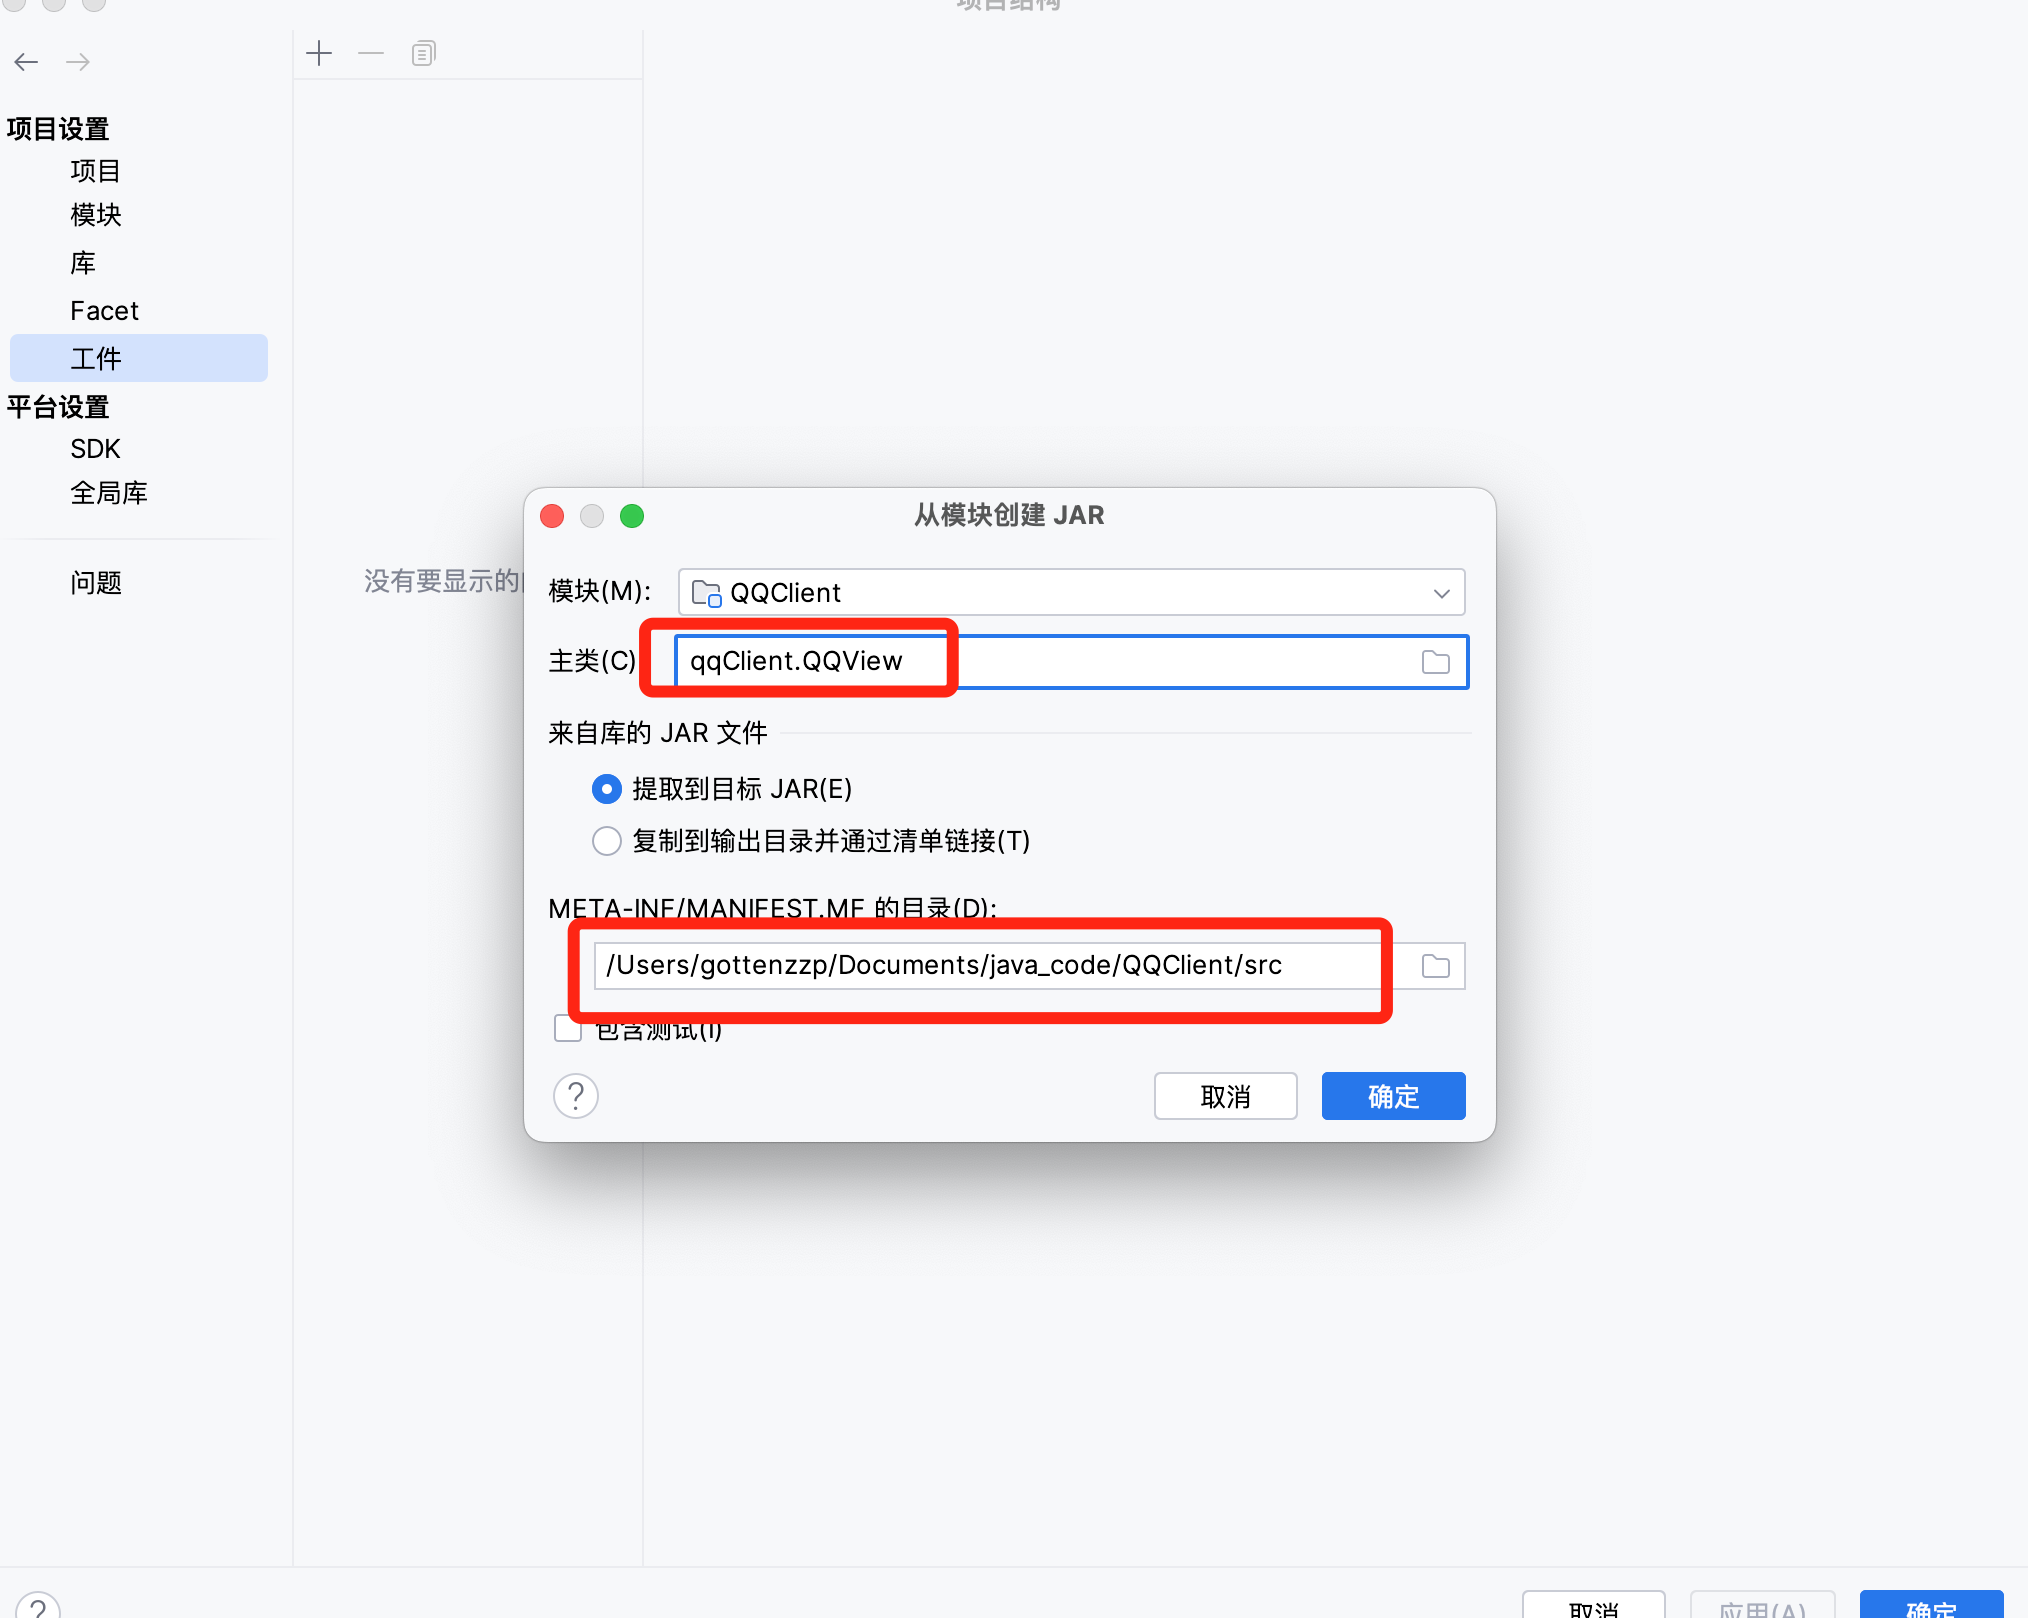 项目结构
项目设置
项目
模块
库
Facet
工件
平台设置
SDK
全局库
问题
没有要显示的
从模块创建 JAR
模块(M):
QQClient
主类(C)
qqClient.QQView
来自库的 JAR 文件
提取到目标 JAR(E)
复制到输出目录并通过清单链接(T)
META-INF/MANIFEST.MF 的目录(D):
/Users/gottenzzp/Documents/java_code/QQClient/src
包含测试(I)
?
取消
确定
?
取消
应用(A)
确定